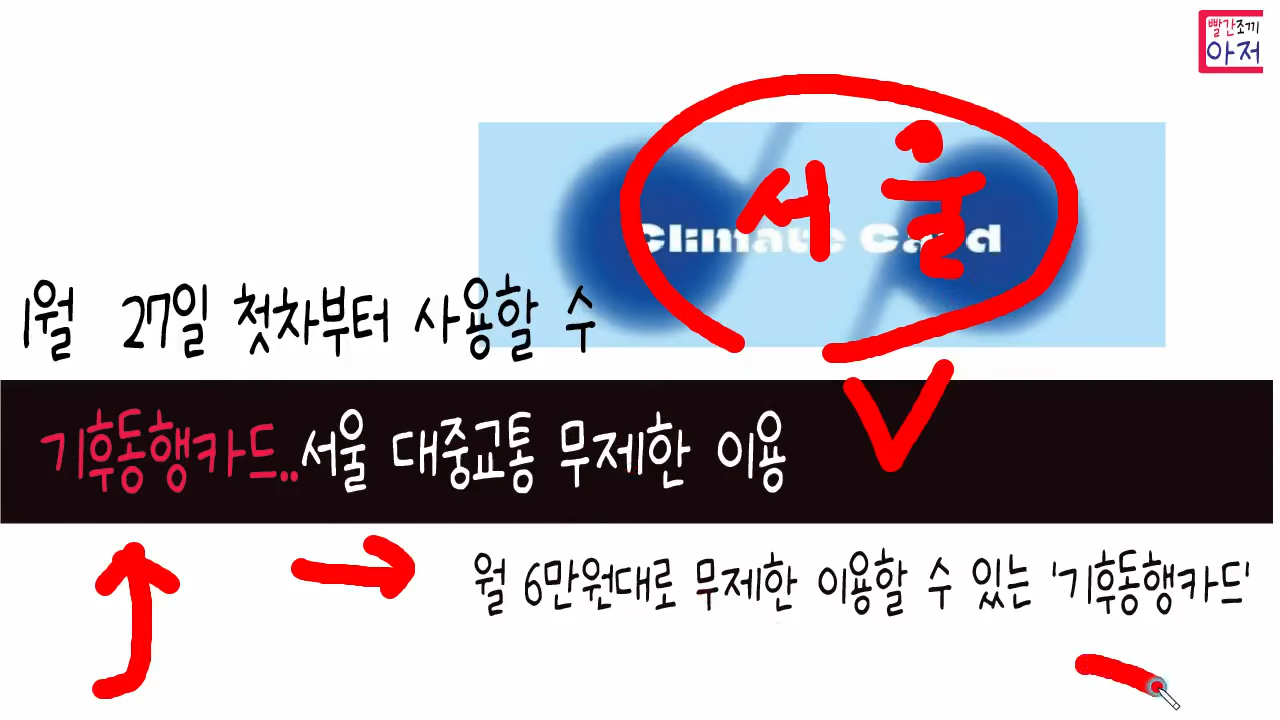 빨간조끼
아저
Climate Card
서울
1월 27일 첫차부터 사용할 수
기후동행카드..서울 대중교통 무제한 이용
월 6만원대로 무제한 이용할 수 있는 '기후동행카드'